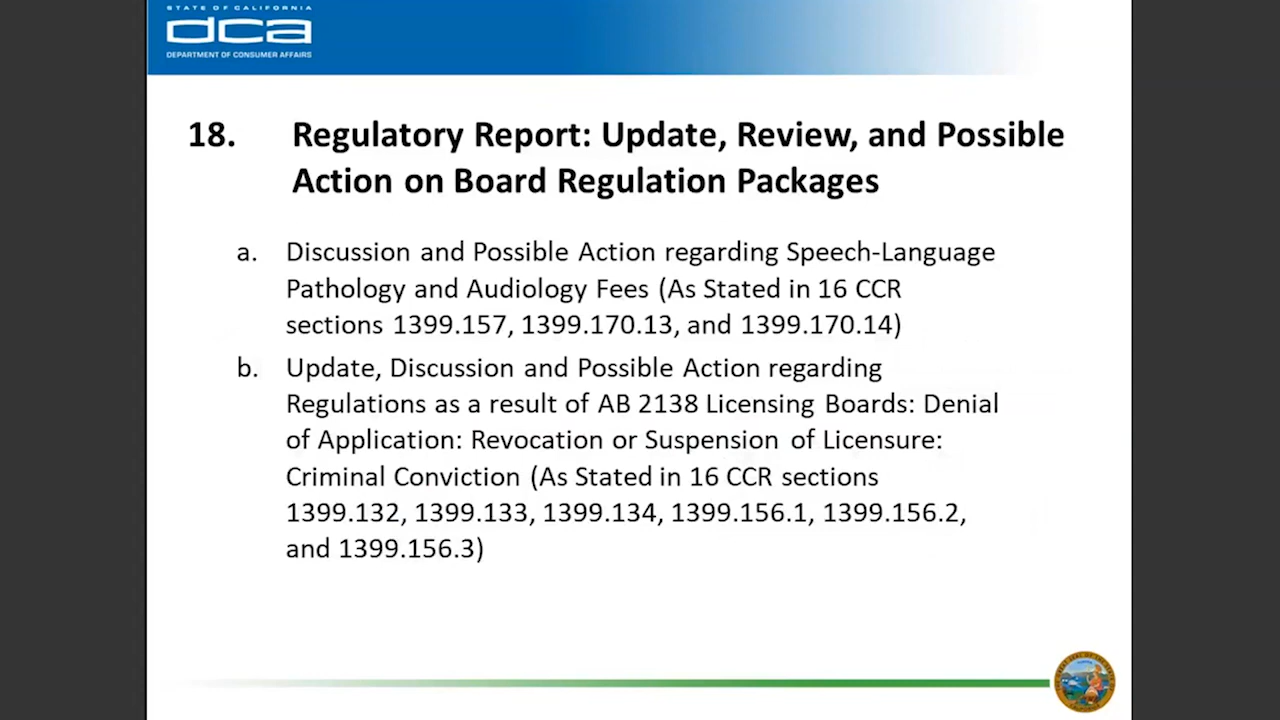 STATE OF CALIFORNIA
dca
DEPARTMENT OF CONSUMER AFFAIRS
18. Regulatory Report: Update, Review, and Possible
Action on Board Regulation Packages
a. Discussion and Possible Action regarding Speech-Language
Pathology and Audiology Fees (As Stated in 16 CCR
sections 1399.157, 1399.170.13, and 1399.170.14)
b. Update, Discussion and Possible Action regarding
Regulations as a result of AB 2138 Licensing Boards: Denial
of Application: Revocation or Suspension of Licensure:
Criminal Conviction (As Stated in 16 CCR sections
1399.132, 1399.133, 1399.134, 1399.156.1, 1399.156.2,
and 1399.156.3)